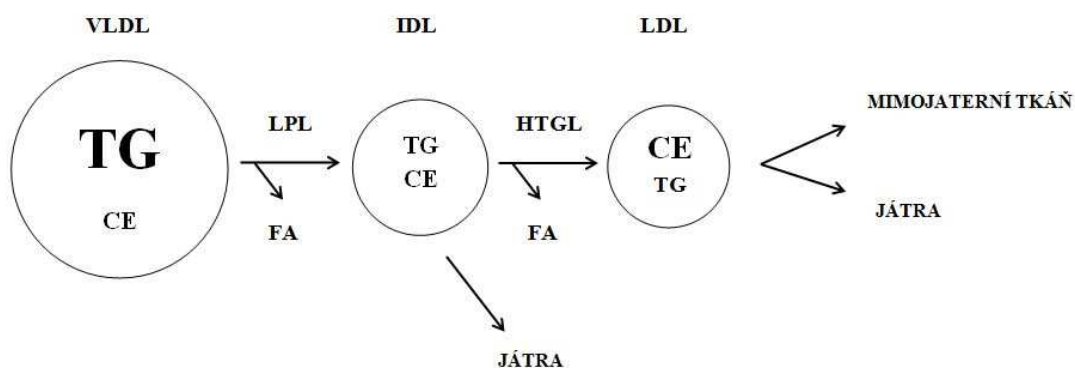 VLDL
IDL
LDL
TG
CE
LPL
FA
TG
CE
HTGL
FA
CE
TG
MIMOJATERNÍ TKÁŇ
JÁTRA
JÁTRA